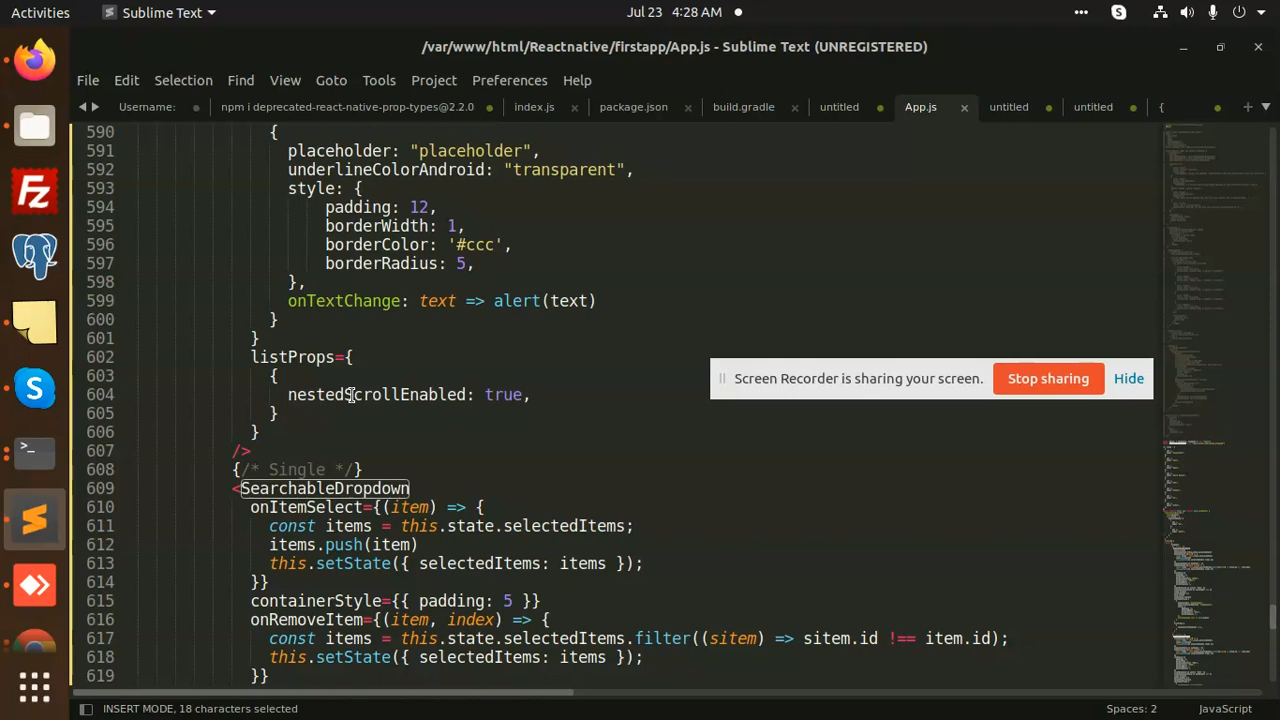 Activities
Sublime Text
Jul 23 4:28 AM
/var/www/html/Reactnative/firstapp/App.js - Sublime Text (UNREGISTERED)
File Edit Selection Find View Goto Tools Project Preferences Help
Username: npm i deprecated-react-native-prop-types@2.2.0 index.js package.json build.gradle untitled App.js untitled untitled {
590 {
591 placeholder: "placeholder",
592 underlineColorAndroid: "transparent",
593 style: {
594 padding: 12,
595 borderWidth: 1,
596 borderColor: '#ccc',
597 borderRadius: 5,
598 },
599 onTextChange: text => alert(text)
600 }
601 }
602 listProps={
603 {
604 nestedScrollEnabled: true,
605 }
606 }
607 />
608 {/* Single */}
609 <SearchableDropdown
610 onItemSelect={(item) => {
611 const items = this.state.selectedItems;
612 items.push(item)
613 this.setState({ selectedItems: items });
614 }}
615 containerStyle={{ padding: 5 }}
616 onRemoveItem={(item, index) => {
617 const items = this.state.selectedItems.filter((sitem) => sitem.id !== item.id);
618 this.setState({ selectedItems: items });
619 }}
Screen Recorder is sharing your screen. Stop sharing Hide
INSERT MODE, 18 characters selected
Spaces: 2
JavaScript